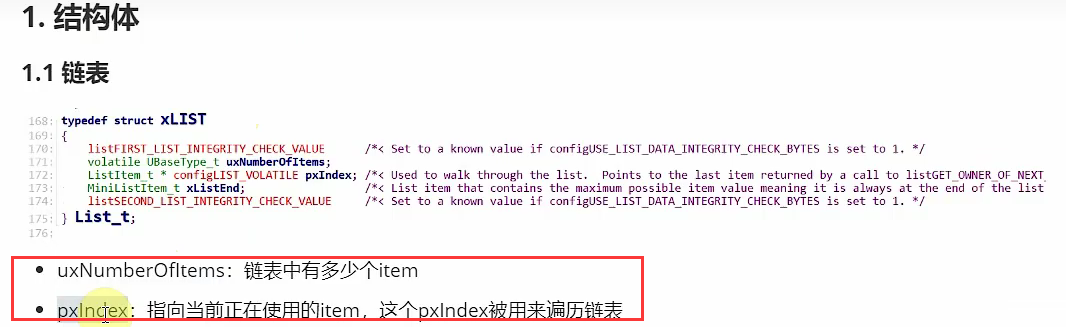 1. 结构体
1.1 链表
168: typedef struct xLIST
169: {
170: listFIRST_LIST_INTEGRITY_CHECK_VALUE /*< Set to a known value if configUSE_LIST_DATA_INTEGRITY_CHECK_BYTES is set to 1. */
171: volatile UBaseType_t uxNumberOfItems;
172: ListItem_t * configLIST_VOLATILE pxIndex; /*< Used to walk through the list. Points to the last item returned by a call to listGET_OWNER_OF_NEXT_
173: MiniListItem_t xListEnd; /*< List item that contains the maximum possible item value meaning it is always at the end of the list
174: listSECOND_LIST_INTEGRITY_CHECK_VALUE /*< Set to a known value if configUSE_LIST_DATA_INTEGRITY_CHECK_BYTES is set to 1. */
175: } List_t;
176:
• uxNumberOfItems：链表中有多少个item
• pxIndex：指向当前正在使用的item，这个pxIndex被用来遍历链表